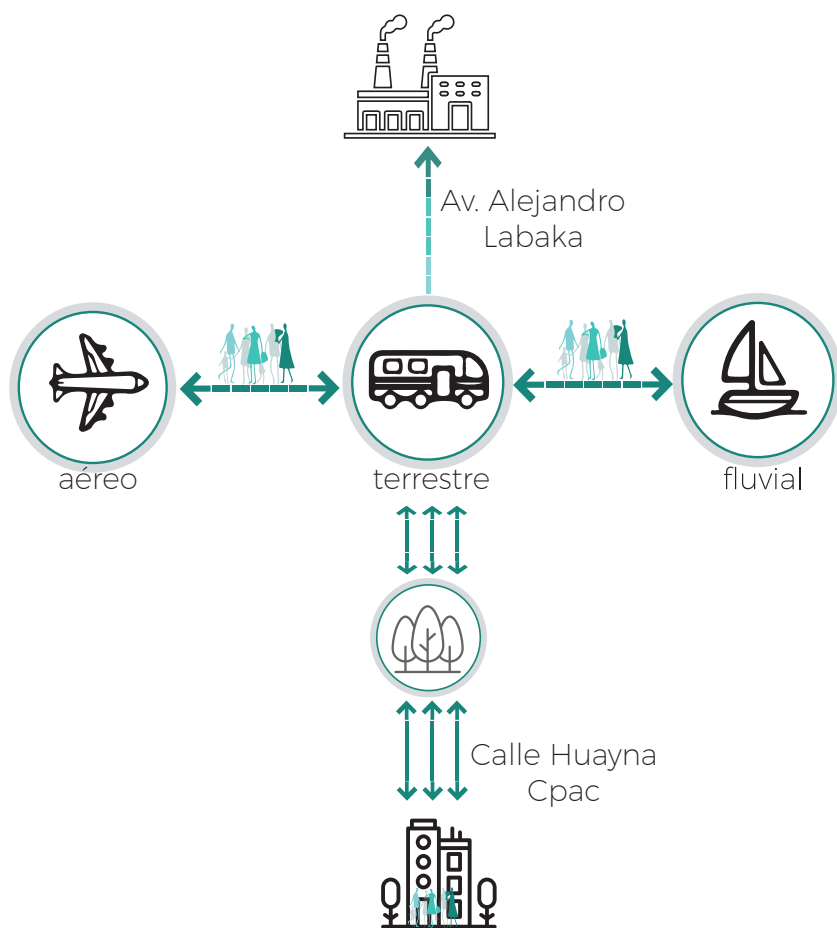 Av. Alejandro
Labaka
aéreo
terrestre
fluvial
Calle Huayna
Cpac